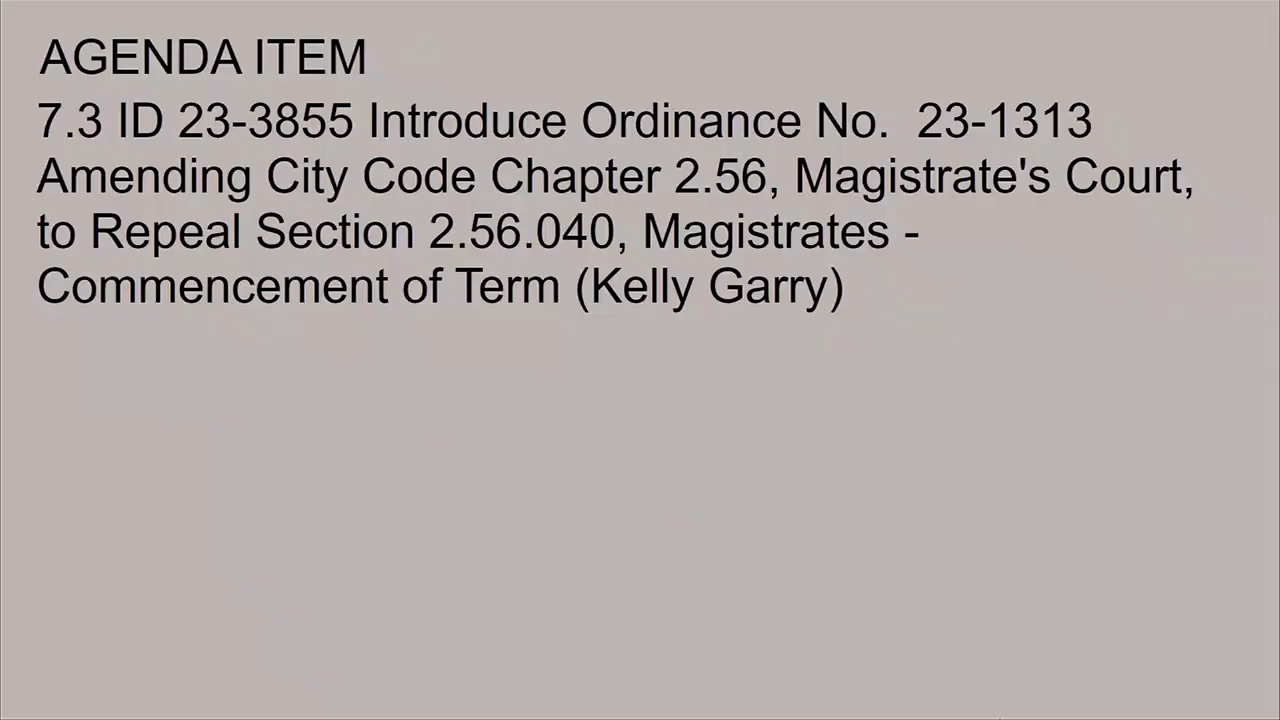 AGENDA ITEM
7.3 ID 23-3855 Introduce Ordinance No.  23-1313
Amending City Code Chapter 2.56, Magistrate's Court,
to Repeal Section 2.56.040, Magistrates -
Commencement of Term (Kelly Garry)